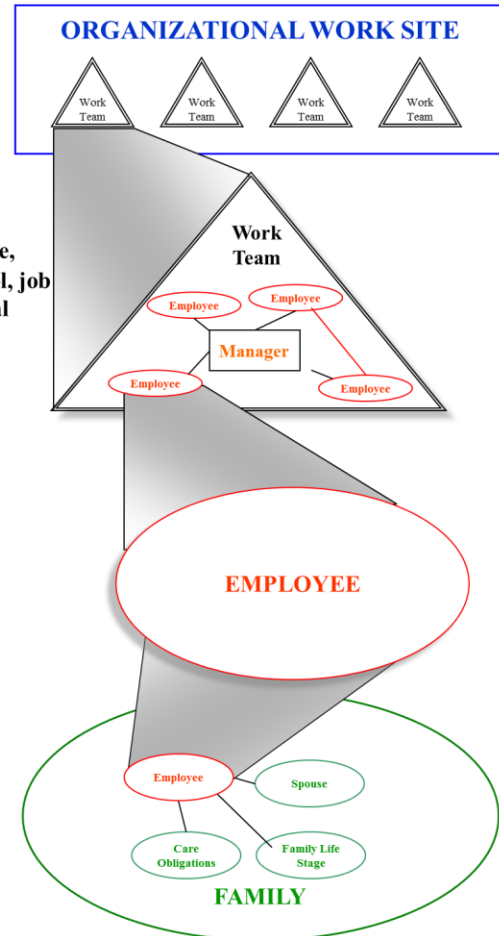 ORGANIZATIONAL WORK SITE
Work
Team
Work
Team
Work
Team
Work
Team
Work
Team
job
Employee
Employee
Manager
Employee
Employee
EMPLOYEE
Employee
Spouse
Care
Obligations
Family Life
Stage
FAMILY